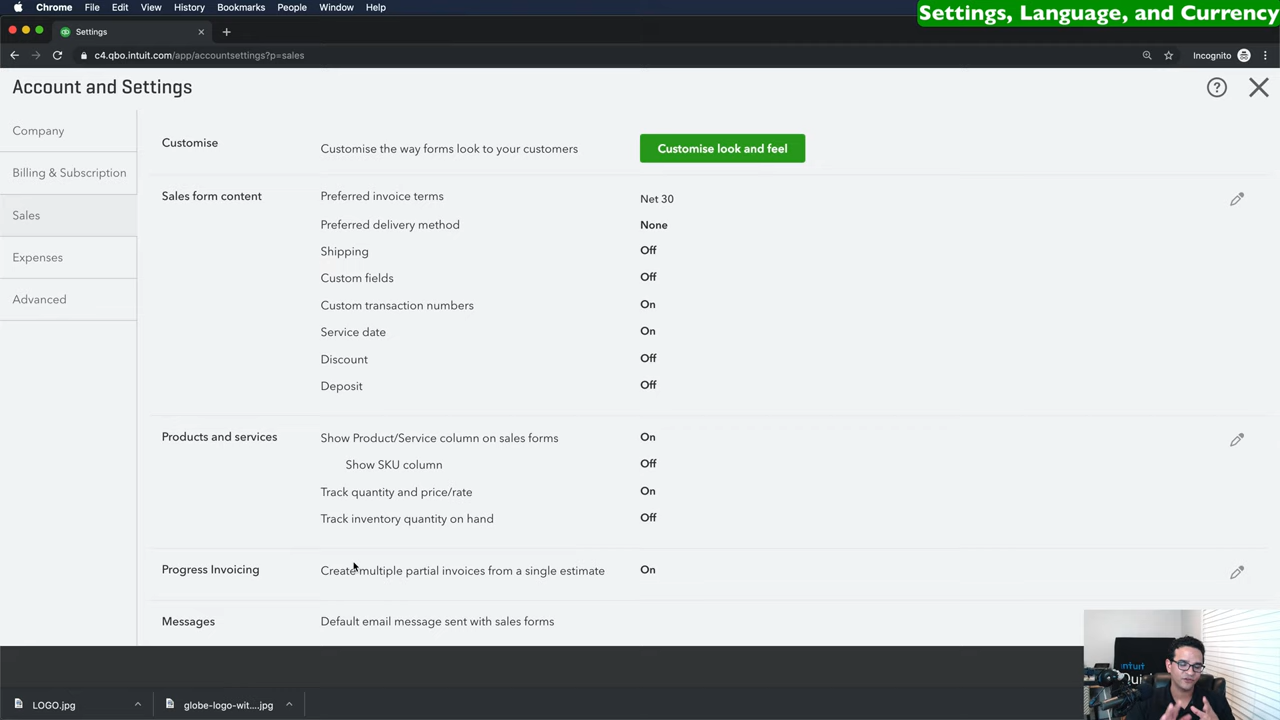 Chrome File Edit View History Bookmarks People Window Help
Settings, Language, and Currency
Settings
c4.qbo.intuit.com/app/accountsettings?p=sales
Incognito
Account and Settings
Company
Billing & Subscription
Sales
Expenses
Advanced
Customise
Customise the way forms look to your customers
Customise look and feel
Sales form content
Preferred invoice terms Net 30
Preferred delivery method None
Shipping Off
Custom fields Off
Custom transaction numbers On
Service date On
Discount Off
Deposit Off
Products and services
Show Product/Service column on sales forms On
Show SKU column Off
Track quantity and price/rate On
Track inventory quantity on hand Off
Progress Invoicing
Create multiple partial invoices from a single estimate On
Messages
Default email message sent with sales forms
LOGO.jpg
globe-logo-wit....jpg